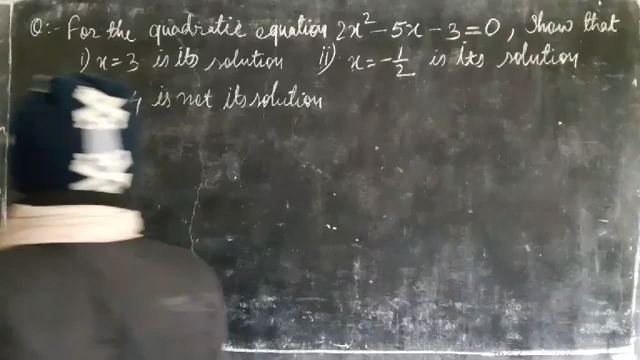 Q:- For the quadratic equation 2x² - 5x - 3 = 0, Show that
i) x = 3 is its solution ii) x = -1/2 is its solution
4 is not its solution